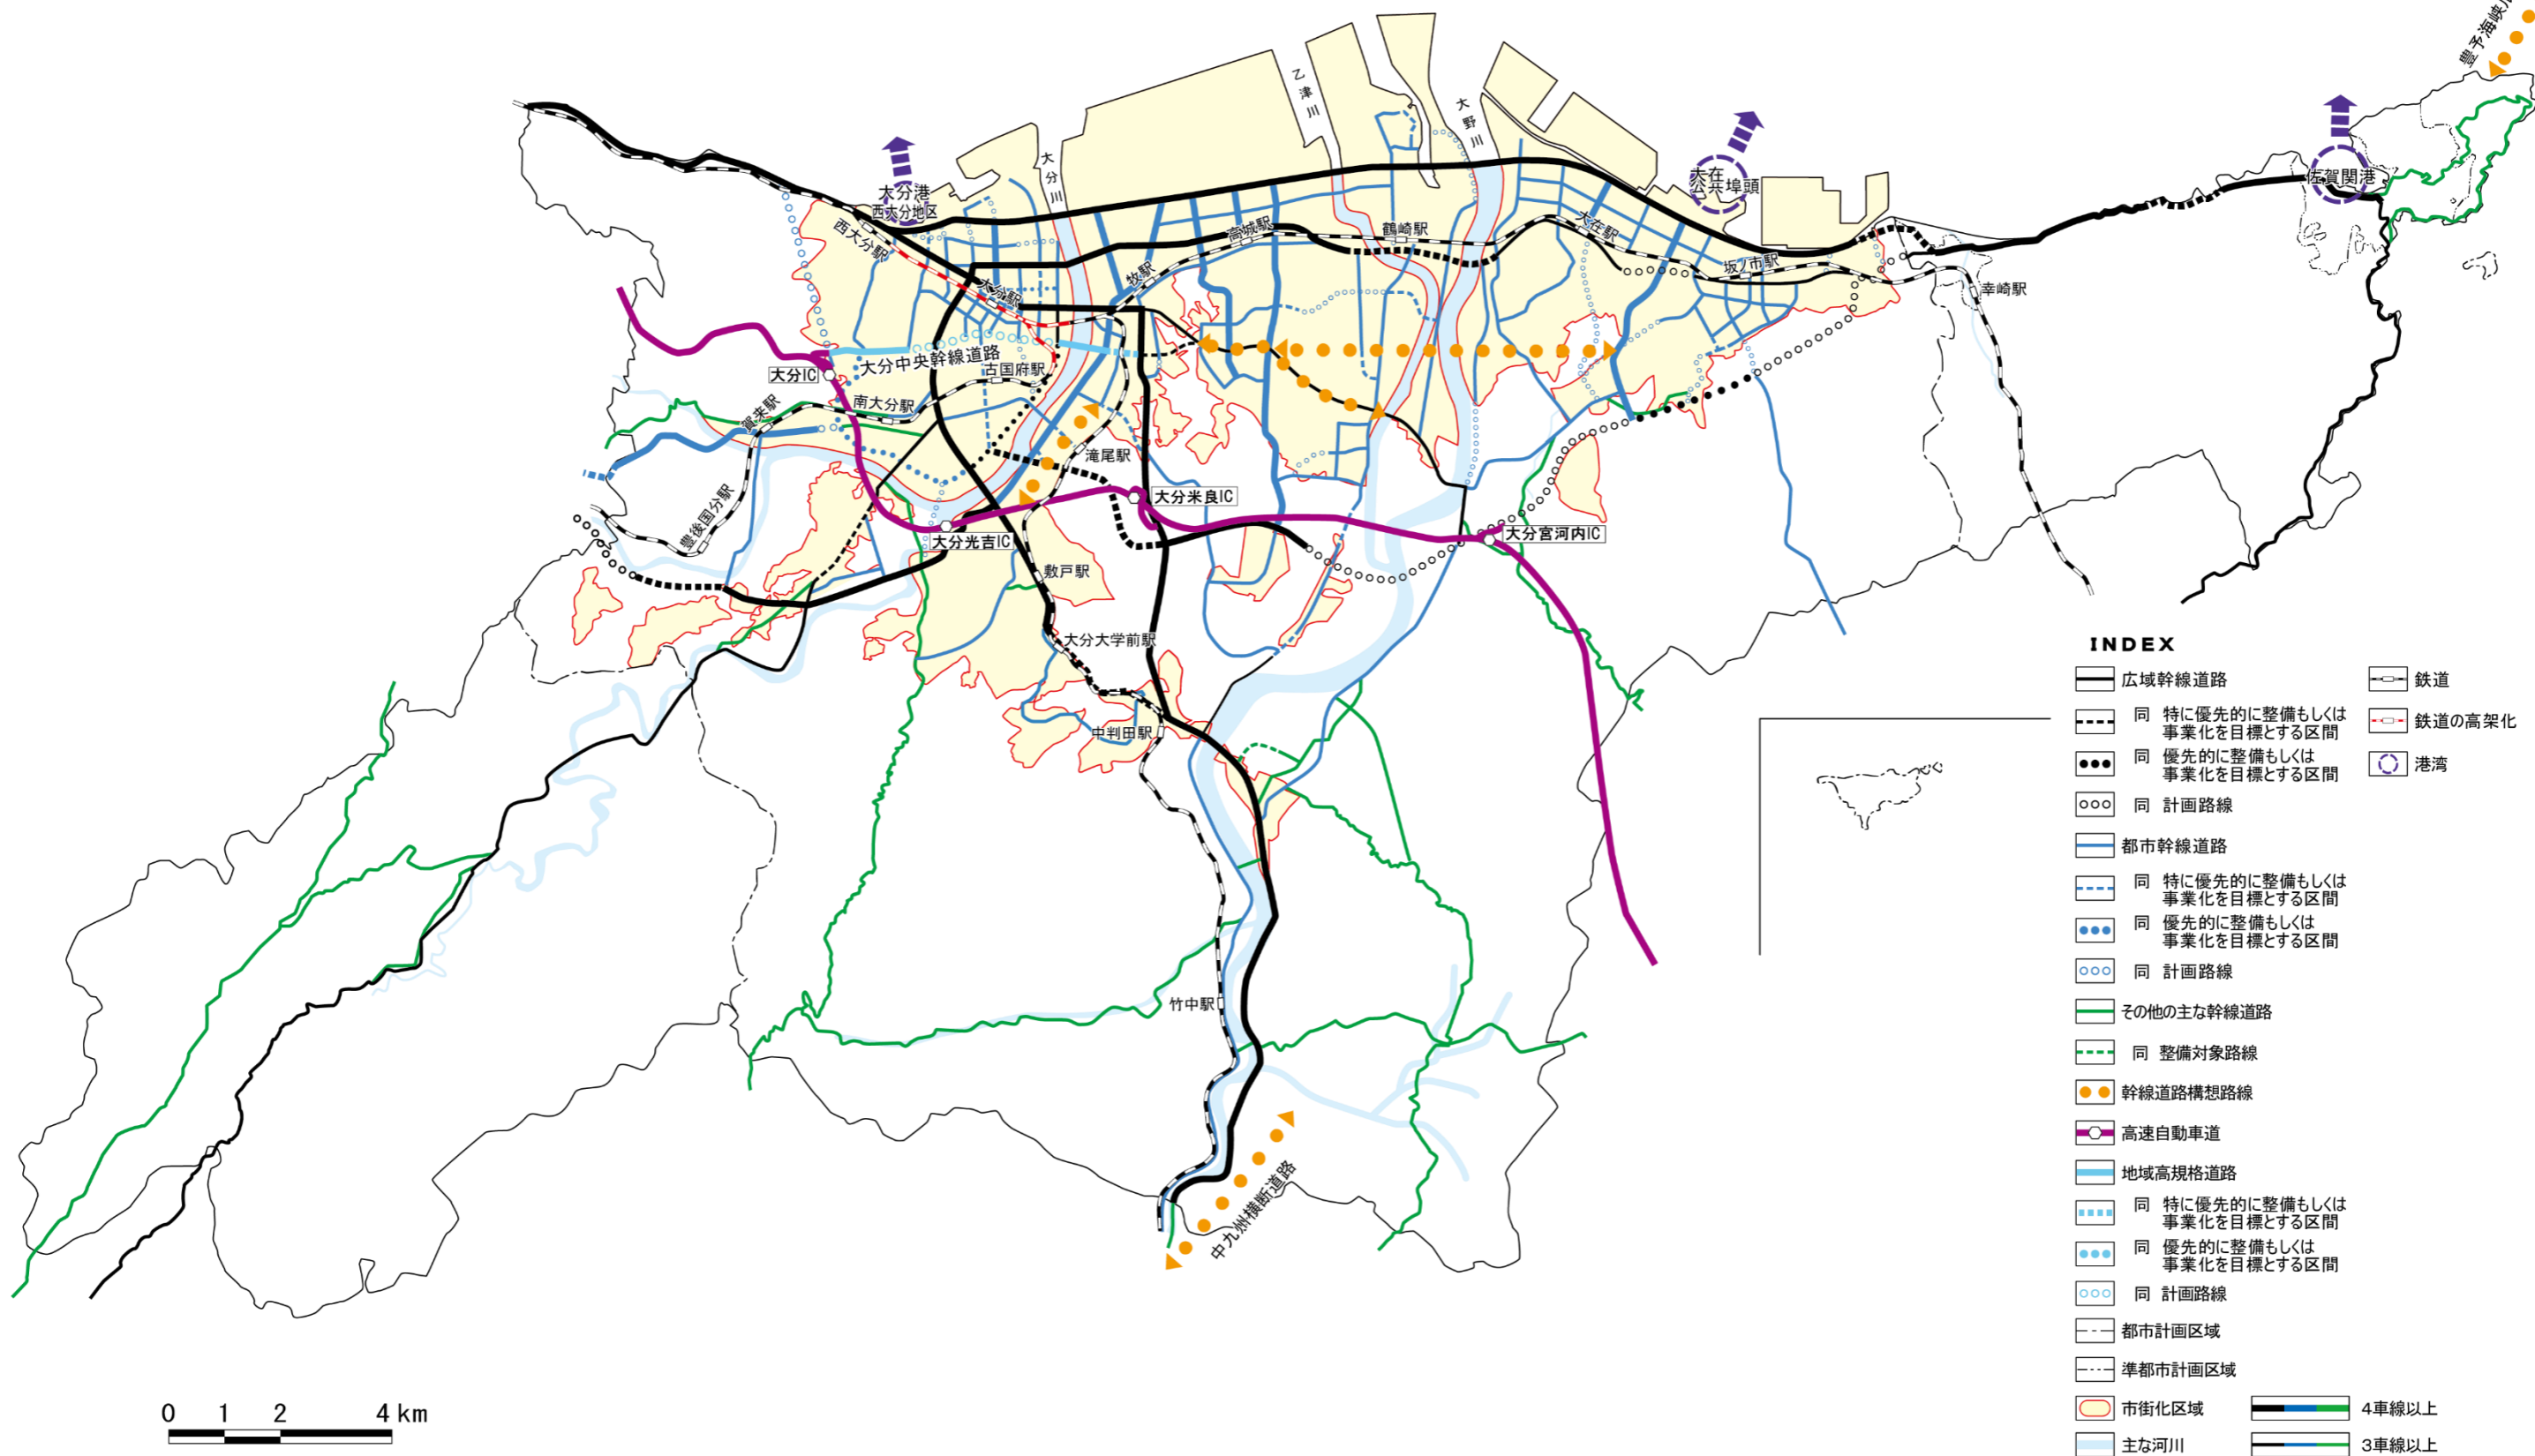 豊予海峡
乙津川
大野川
大分川
大分港
西大分地区
大在
公共埠頭
佐賀関港
西大分駅
高城駅
鶴崎駅
大在駅
牧駅
坂ノ市駅
大分駅
幸崎駅
大分中央幹線道路
大分IC
古国府駅
南大分駅
賀来駅
滝尾駅
大分米良IC
豊後国分駅
大分光吉IC
大分宮河内IC
敷戸駅
大分大学前駅
中判田駅
竹中駅
中九州横断道路
INDEX
広域幹線道路
同 特に優先的に整備もしくは
事業化を目標とする区間
同 優先的に整備もしくは
事業化を目標とする区間
同 計画路線
都市幹線道路
同 特に優先的に整備もしくは
事業化を目標とする区間
同 優先的に整備もしくは
事業化を目標とする区間
同 計画路線
その他の主な幹線道路
同 整備対象路線
幹線道路構想路線
高速自動車道
地域高規格道路
同 特に優先的に整備もしくは
事業化を目標とする区間
同 優先的に整備もしくは
事業化を目標とする区間
同 計画路線
都市計画区域
準都市計画区域
市街化区域
主な河川
鉄道
鉄道の高架化
港湾
4車線以上
3車線以上
0 1 2 4 km